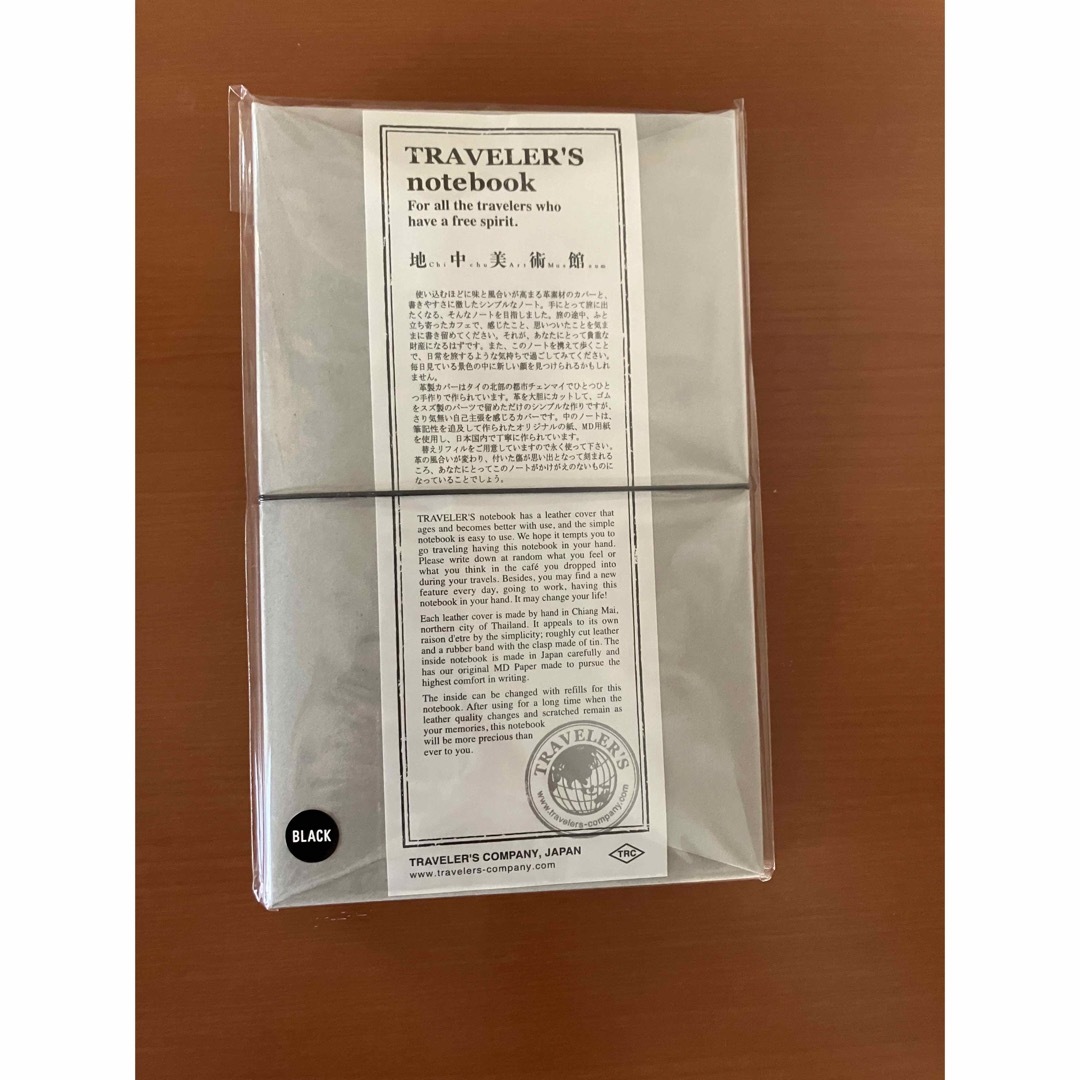 TRAVELER'S
notebook
For all the travelers who
have a free spirit.
地Chi中chu美Art術Mus館eum
使い込むほどに味と風合いが高まる革素材のカバーと、
書きやすさに徹したシンプルなノート。手にとって旅に出
たくなる、そんなノートを目指しました。旅の途中、ふと
立ち寄ったカフェで、感じたこと、思いついたことを気ま
まに書き留めてください。それが、あなたにとって貴重な
財産になるはずです。また、このノートを携えて歩くこと
で、日常を旅するような気持ちで過ごしてみてください。
毎日見ている景色の中に新しい顔を見つけられるかもしれ
ません。
革製カバーはタイの北部の都市チェンマイでひとつひと
つ手作りで作られています。革を大胆にカットして、ゴム
をスズ製のパーツで留めただけのシンプルな作りですが、
さり気無い自己主張を感じるカバーです。中のノートは、
筆記性を追及して作られたオリジナルの紙、MD用紙
を使用し、日本国内で丁寧に作られています。
替えリフィルをご用意していますので永く使って下さい。
革の風合いが変わり、付いた傷が思い出となって刻まれる
ころ、あなたにとってこのノートがかけがえのないものに
なっていることでしょう。
TRAVELER'S notebook has a leather cover that
ages and becomes better with use, and the simple
notebook is easy to use. We hope it tempts you to
go traveling having this notebook in your hand.
Please write down at random what you feel or
what you think in the café you dropped into
during your travels. Besides, you may find a new
feature every day, going to work, having this
notebook in your hand. It may change your life!
Each leather cover is made by hand in Chiang Mai,
northern city of Thailand. It appeals to its own
raison d'etre by the simplicity; roughly cut leather
and a rubber band with the clasp made of tin. The
inside notebook is made in Japan carefully and
has our original MD Paper made to pursue the
highest comfort in writing.
The inside can be changed with refills for this
notebook. After using for a long time when the
leather quality changes and scratched remain as
your memories, this notebook
will be more precious than
ever to you.
TRAVELER'S
www.travelers-company.com
BLACK
TRAVELER'S COMPANY, JAPAN
TRC
www.travelers-company.com